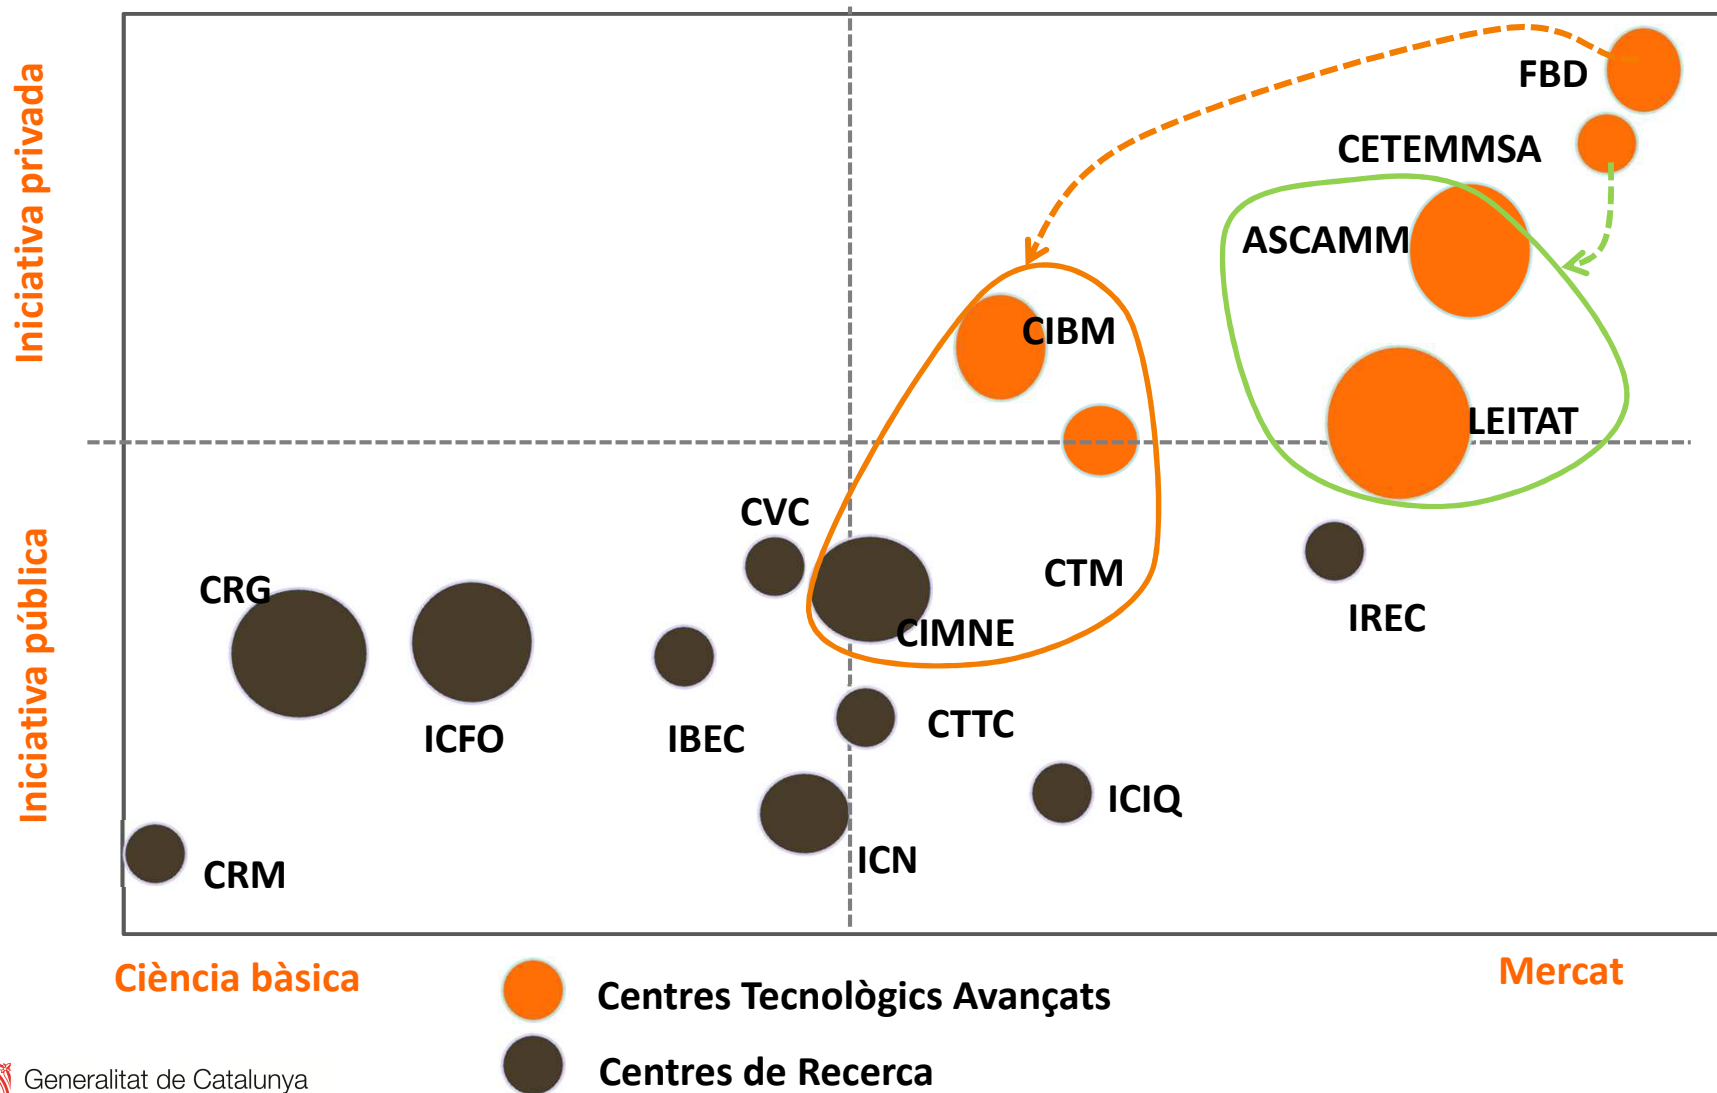 Iniciativa privada
Iniciativa pública
FBD
CETEMMSA
ASCAMM
CIBM
LEITAT
CVC
CTM
CRG
IREC
CIMNE
ICFO
IBEC
CTTC
ICIQ
ICN
CRM
Ciència bàsica
Mercat
Centres Tecnològics Avançats
Centres de Recerca
Generalitat de Catalunya